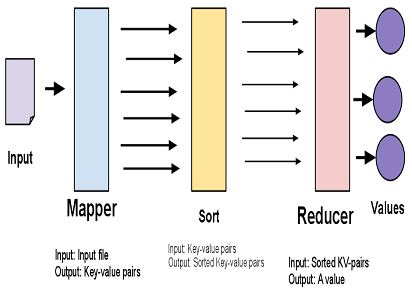 Input
Mapper
Sort
Reducer
Values
Input: Input file
Output: Key-value pairs
Input: Key-value pairs
Output: Sorted Key-value pairs
Input: Sorted KV-pairs
Output: A value